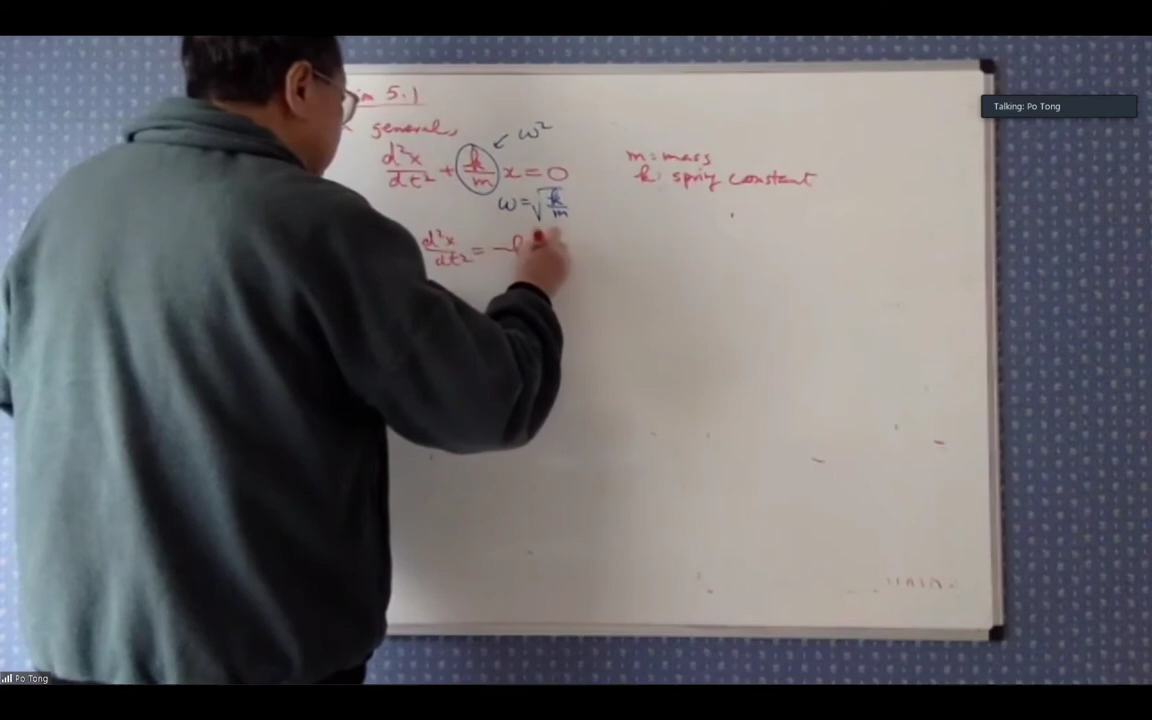 5.1
general,
d²x/dt² + k/m x = 0
← ω²
ω = √k/m
m: mass
k: spring constant
d²x/dt² = -
Talking: Po Tong
Po Tong